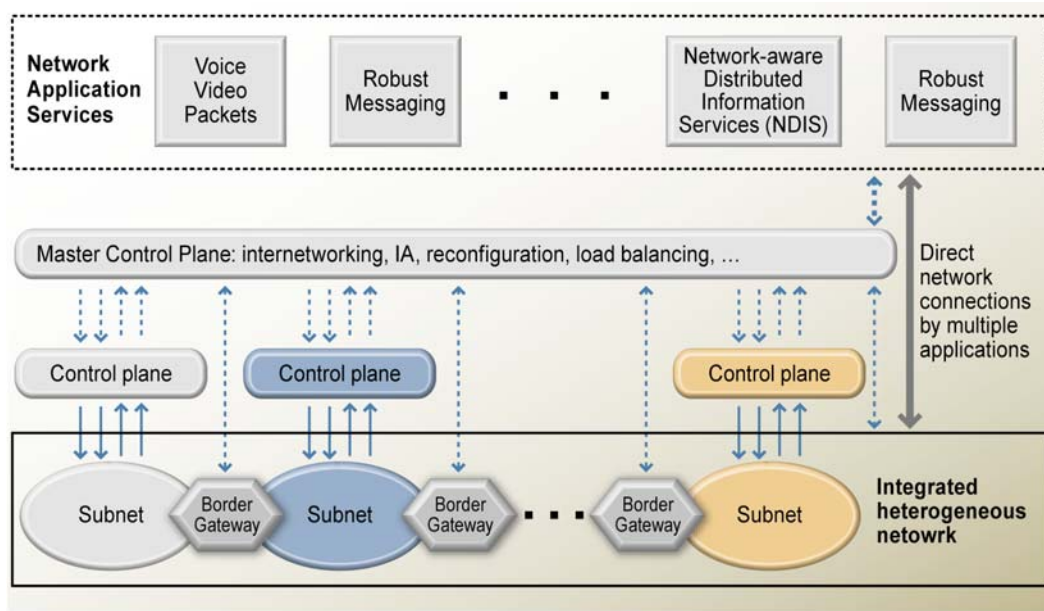 Network
Application
Services
Voice
Video
Packets
Robust
Messaging
Network-aware
Distributed
Information
Services (NDIS)
Robust
Messaging
Master Control Plane: internetworking, IA, reconfiguration, load balancing, ...
Direct
network
connections
by multiple
applications
Control plane
Control plane
Control plane
Subnet
Border
Gateway
Subnet
Border
Gateway
Border
Gateway
Subnet
Integrated
heterogeneous
netowrk